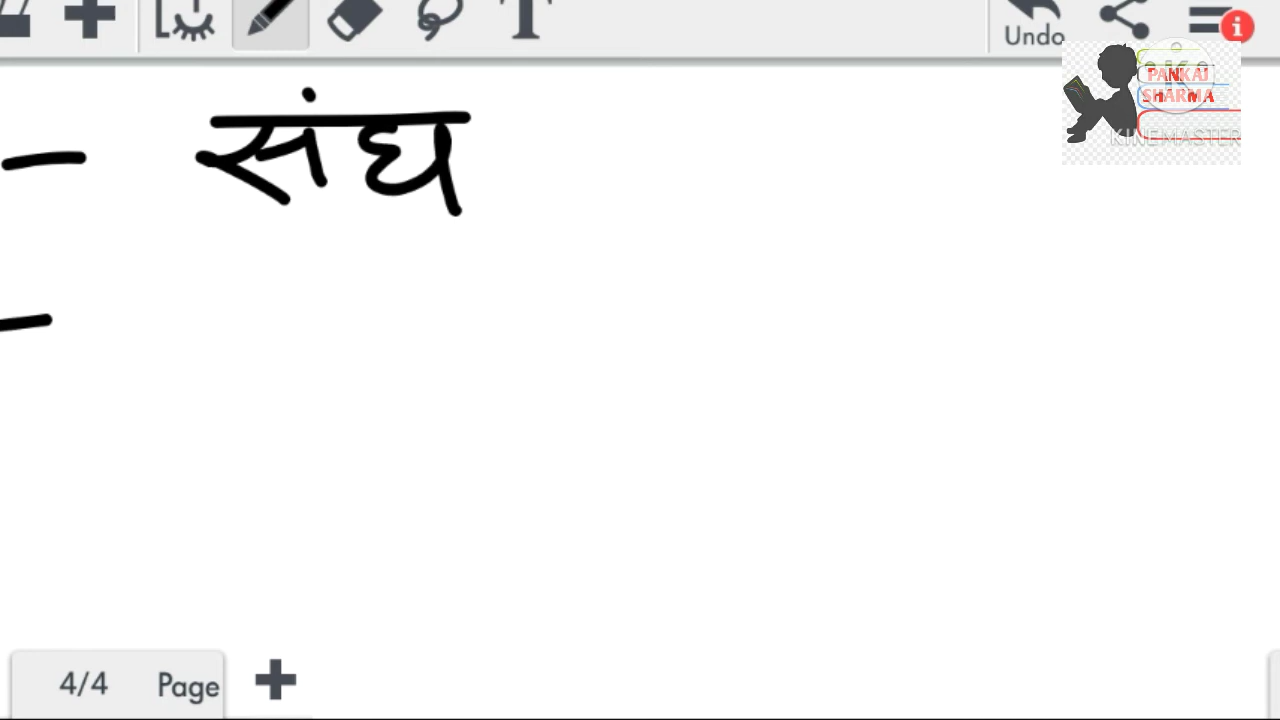 Undo
PANKAJ
SHARMA
KINEMASTER
- संघ
-
4/4 Page